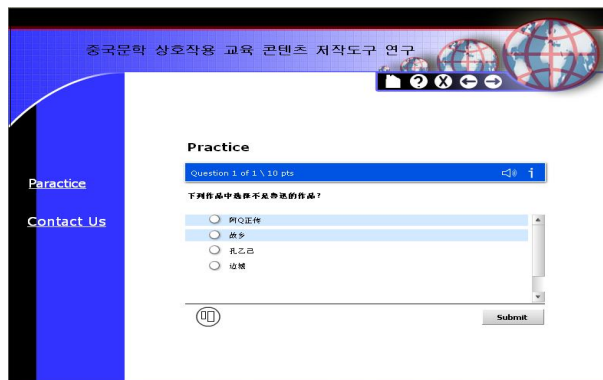 중국문학 상호작용 교육 콘텐츠 저작도구 연구
Practice
Question 1 of 1 \ 10 pts
Paractice
下列作品中选择不是鲁迅的作品?
Contact Us
阿Q正传
故乡
孔乙己
边城
Submit